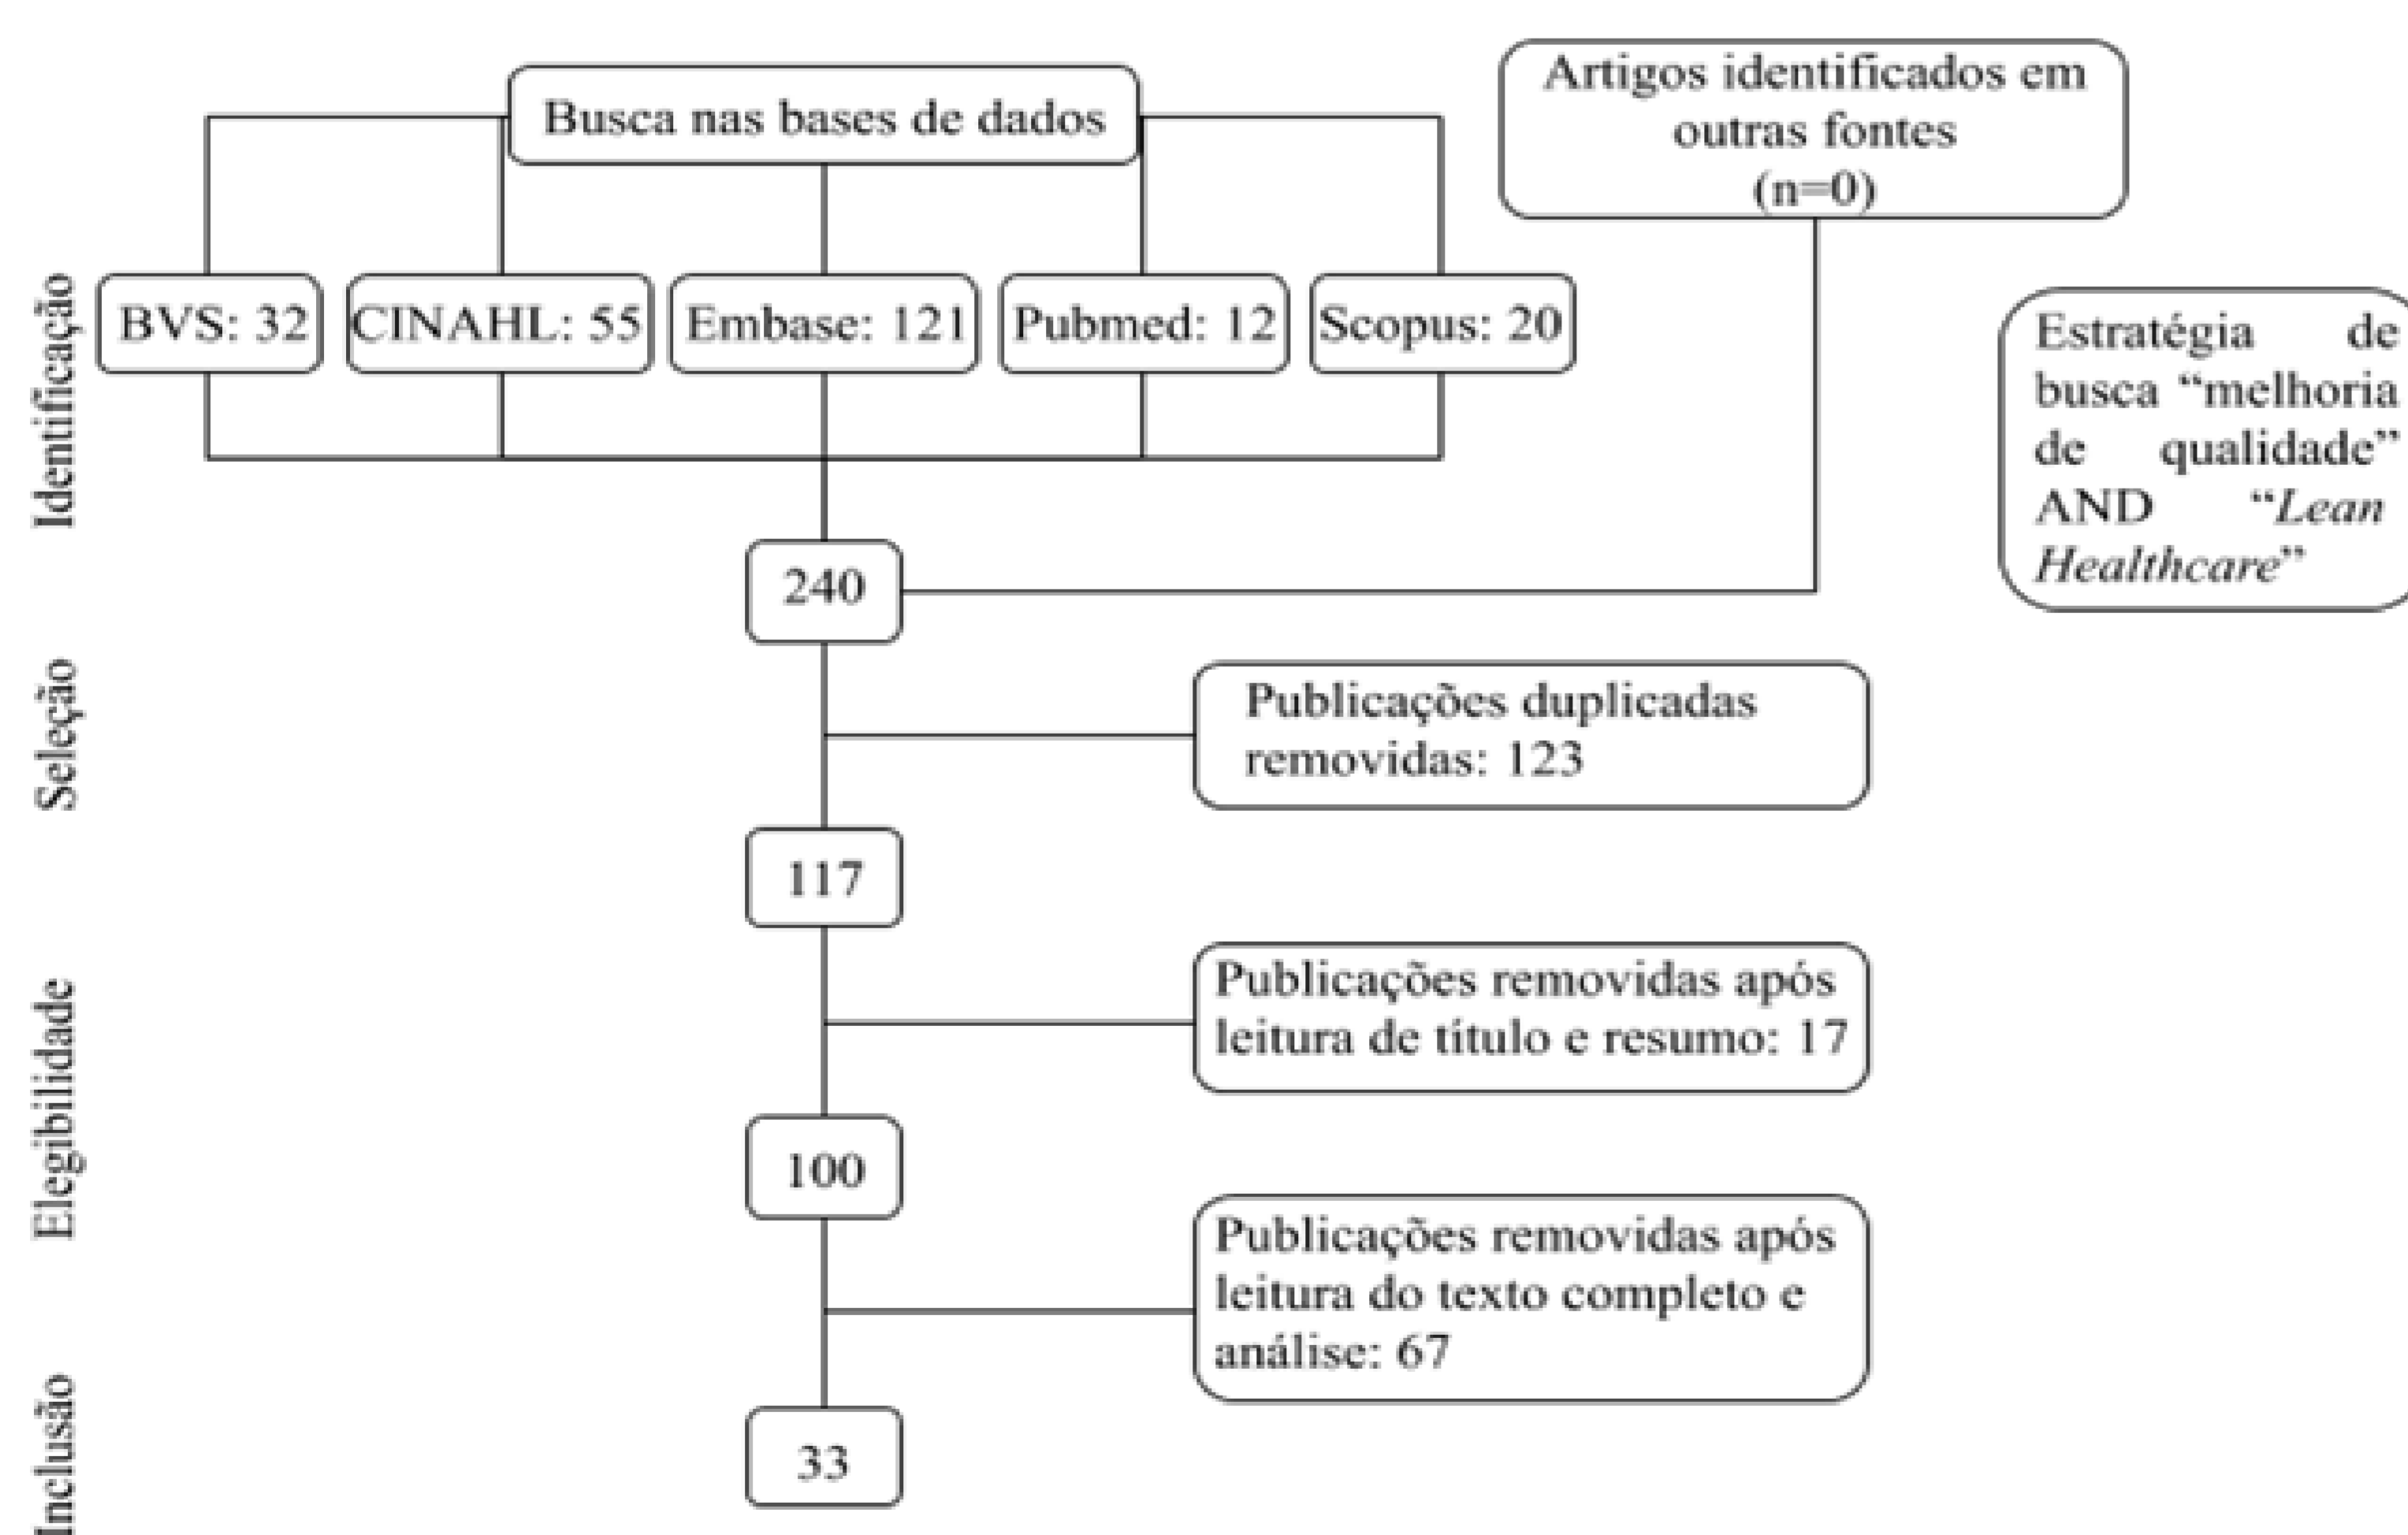 Busca nas bases de dados
Artigos identificados em
outras fontes
(n=0)
Identificação
BVS: 32
CINAHL: 55
Embase: 121
Pubmed: 12
Scopus: 20
Estratégia de
busca “melhoria
de qualidade”
AND “Lean
Healthcare”
240
Seleção
Publicações duplicadas
removidas: 123
117
Elegibilidade
Publicações removidas após
leitura de título e resumo: 17
100
Publicações removidas após
leitura do texto completo e
análise: 67
Inclusão
33